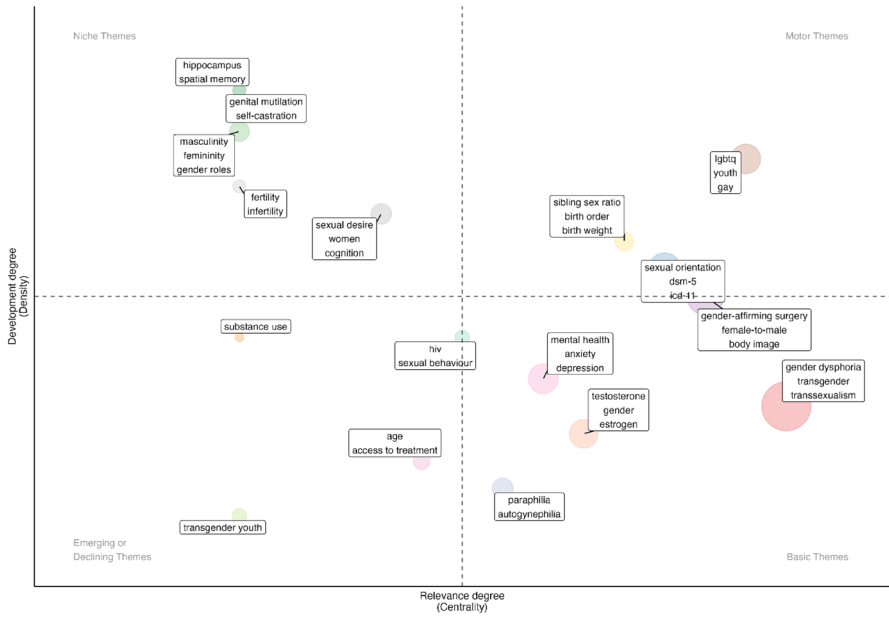 Niche Themes
Motor Themes
hippocampus
spatial memory
genital mutilation
self-castration
masculinity
femininity
gender roles
lgbtq
youth
gay
fertility
infertility
sibling sex ratio
birth order
birth weight
sexual desire
women
cognition
sexual orientation
dsm-5
icd-11
Development degree
(Density)
gender-affirming surgery
female-to-male
body image
substance use
hiv
sexual behaviour
mental health
anxiety
depression
gender dysphoria
transgender
transsexualism
testosterone
gender
estrogen
age
access to treatment
paraphilia
autogynephilia
transgender youth
Emerging or
Declining Themes
Basic Themes
Relevance degree
(Centrality)